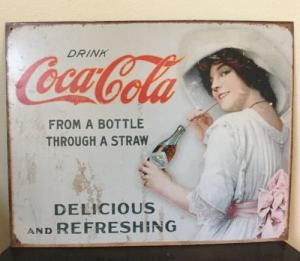 DRINK
Coca-Cola
FROM A BOTTLE
THROUGH A STRAW
DELICIOUS
AND REFRESHING